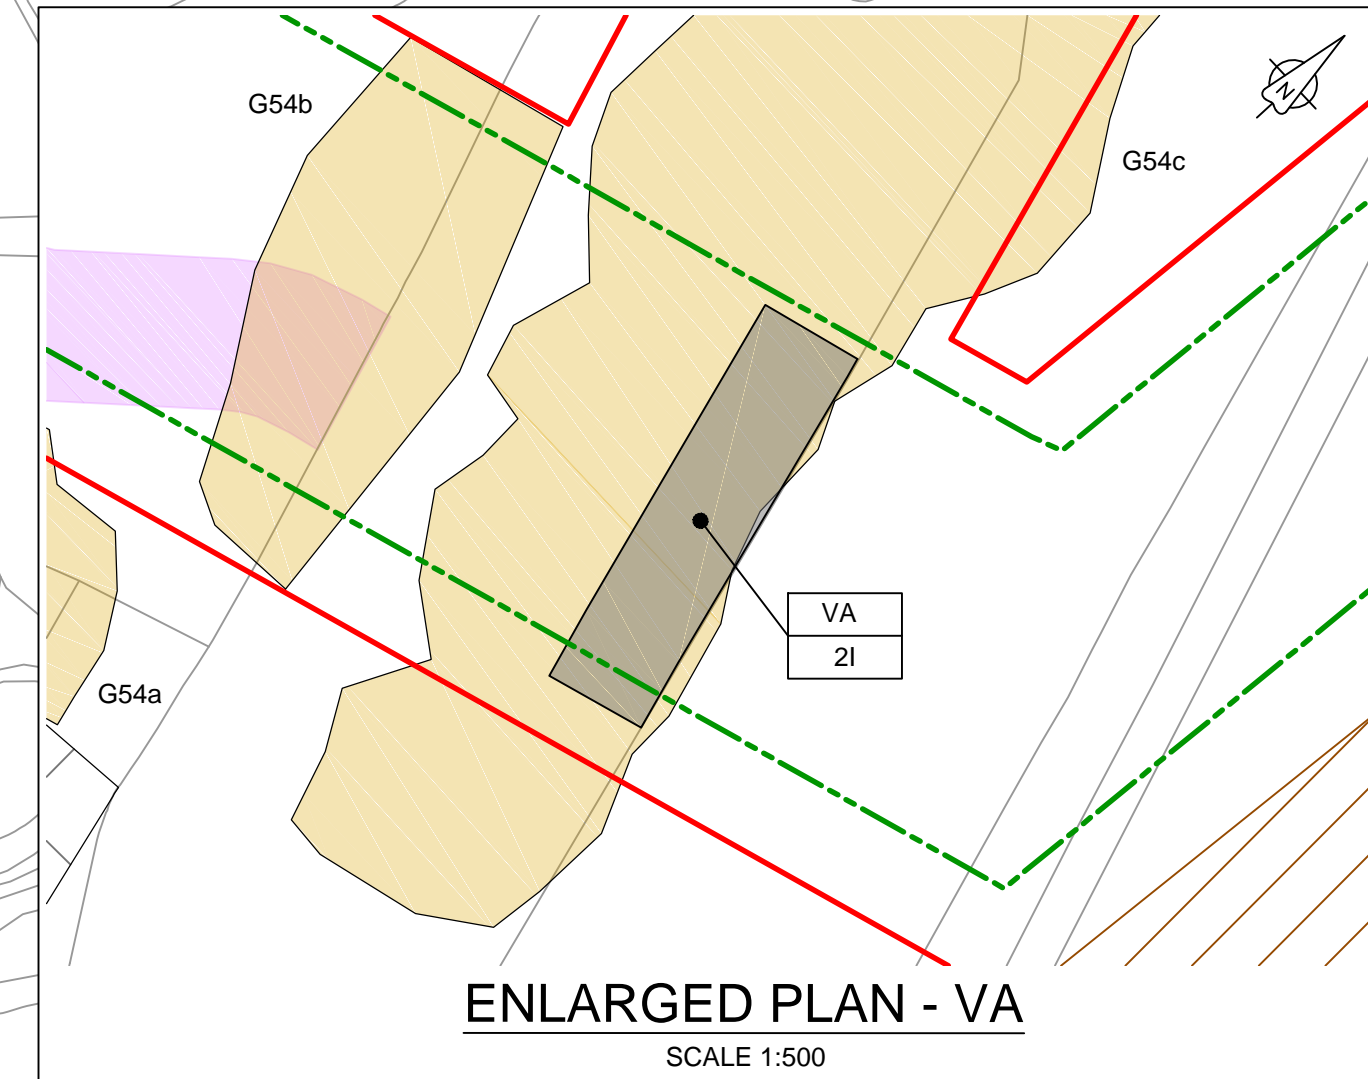 G54b
N
G54c
VA
2I
G54a
ENLARGED PLAN - VA
SCALE 1:500